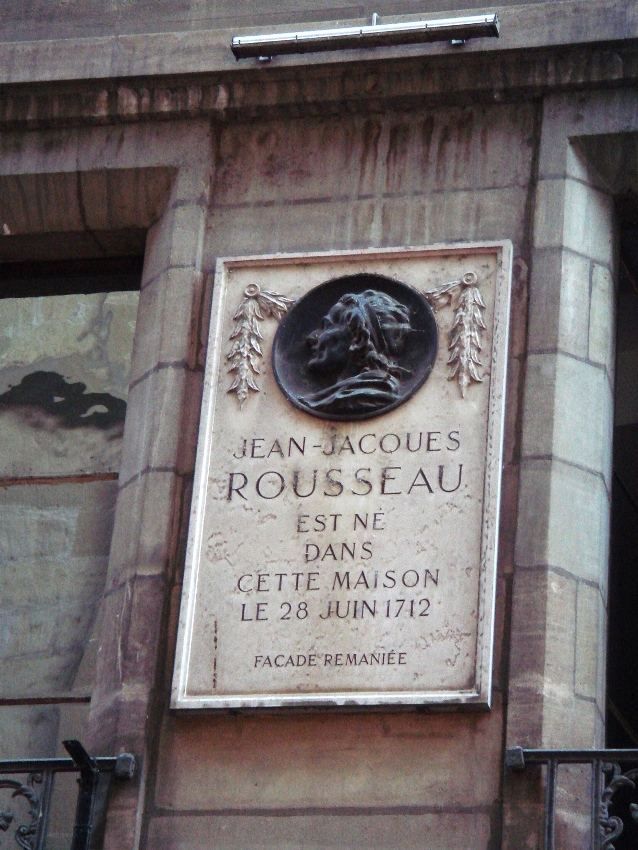 JEAN-JACQUES
ROUSSEAU
EST NÉ
DANS
CETTE MAISON
LE 28 JUIN 1712
FACADE REMANIÉE